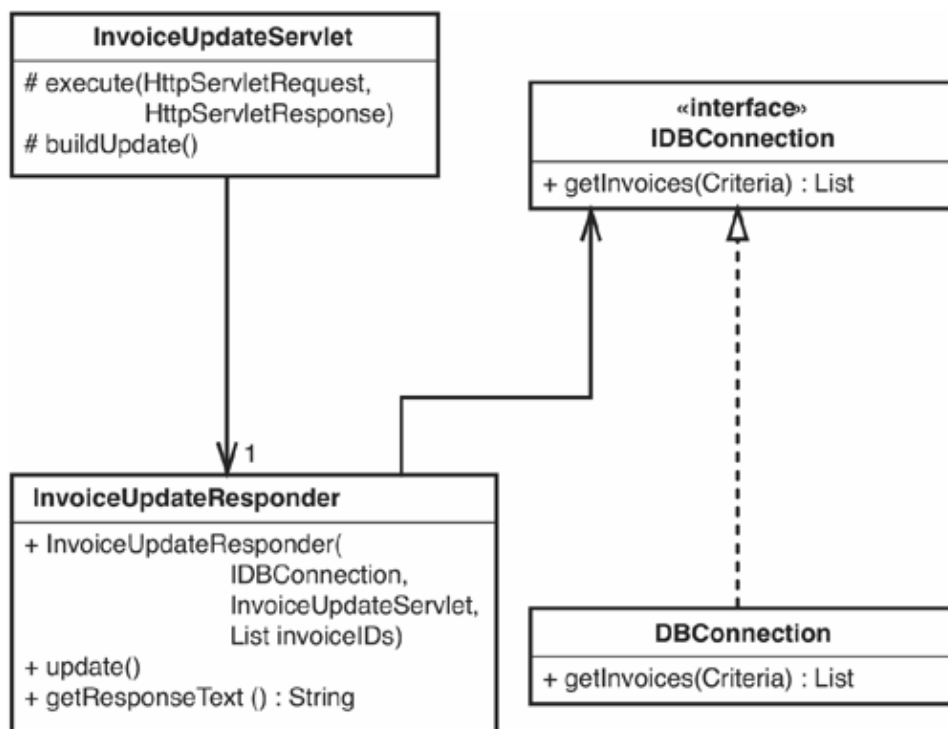 InvoiceUpdateServlet
# execute(HttpServletRequest,
HttpServletResponse)
# buildUpdate()
«interface»
IDBConnection
+ getInvoices(Criteria) : List
1
InvoiceUpdateResponder
+ InvoiceUpdateResponder(
IDBConnection,
InvoiceUpdateServlet,
List invoiceIDs)
+ update()
+ getResponseText () : String
DBConnection
+ getInvoices(Criteria) : List